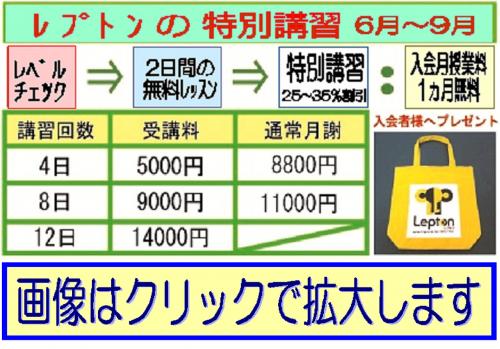 ﾚﾌﾟﾄﾝの特別講習 6月～9月
ﾚﾍﾞﾙ
チェック
⇒
2日間の
無料ﾚｯｽﾝ
⇒
特別講習
25～35%割引
:
入会月授業料
1ヵ月無料
講習回数 受講料 通常月謝
4日 5000円 8800円
8日 9000円 11000円
12日 14000円
入会者様へプレゼント
Lepton
画像はクリックで拡大します